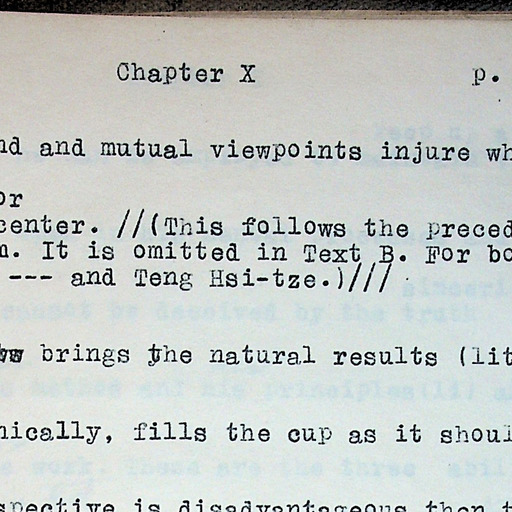 Chapter X p.
nd and mutual viewpoints injure wh
or
center. //(This follows the preced
n. It is omitted in Text B. For bo
--- and Teng Hsi-tze.)///
brings the natural results (lit
nically, fills the cup as it shoul
spective is disadvantageous then t